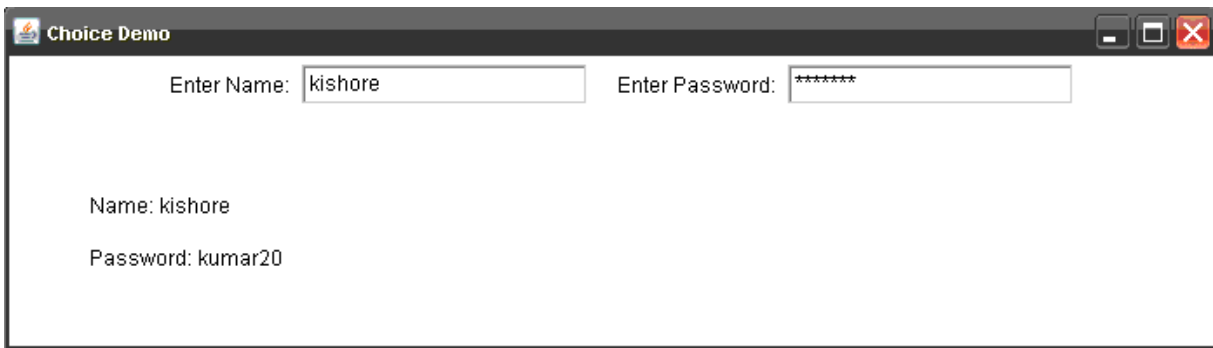 Choice Demo
Enter Name: kishore Enter Password: *******
Name: kishore
Password: kumar20